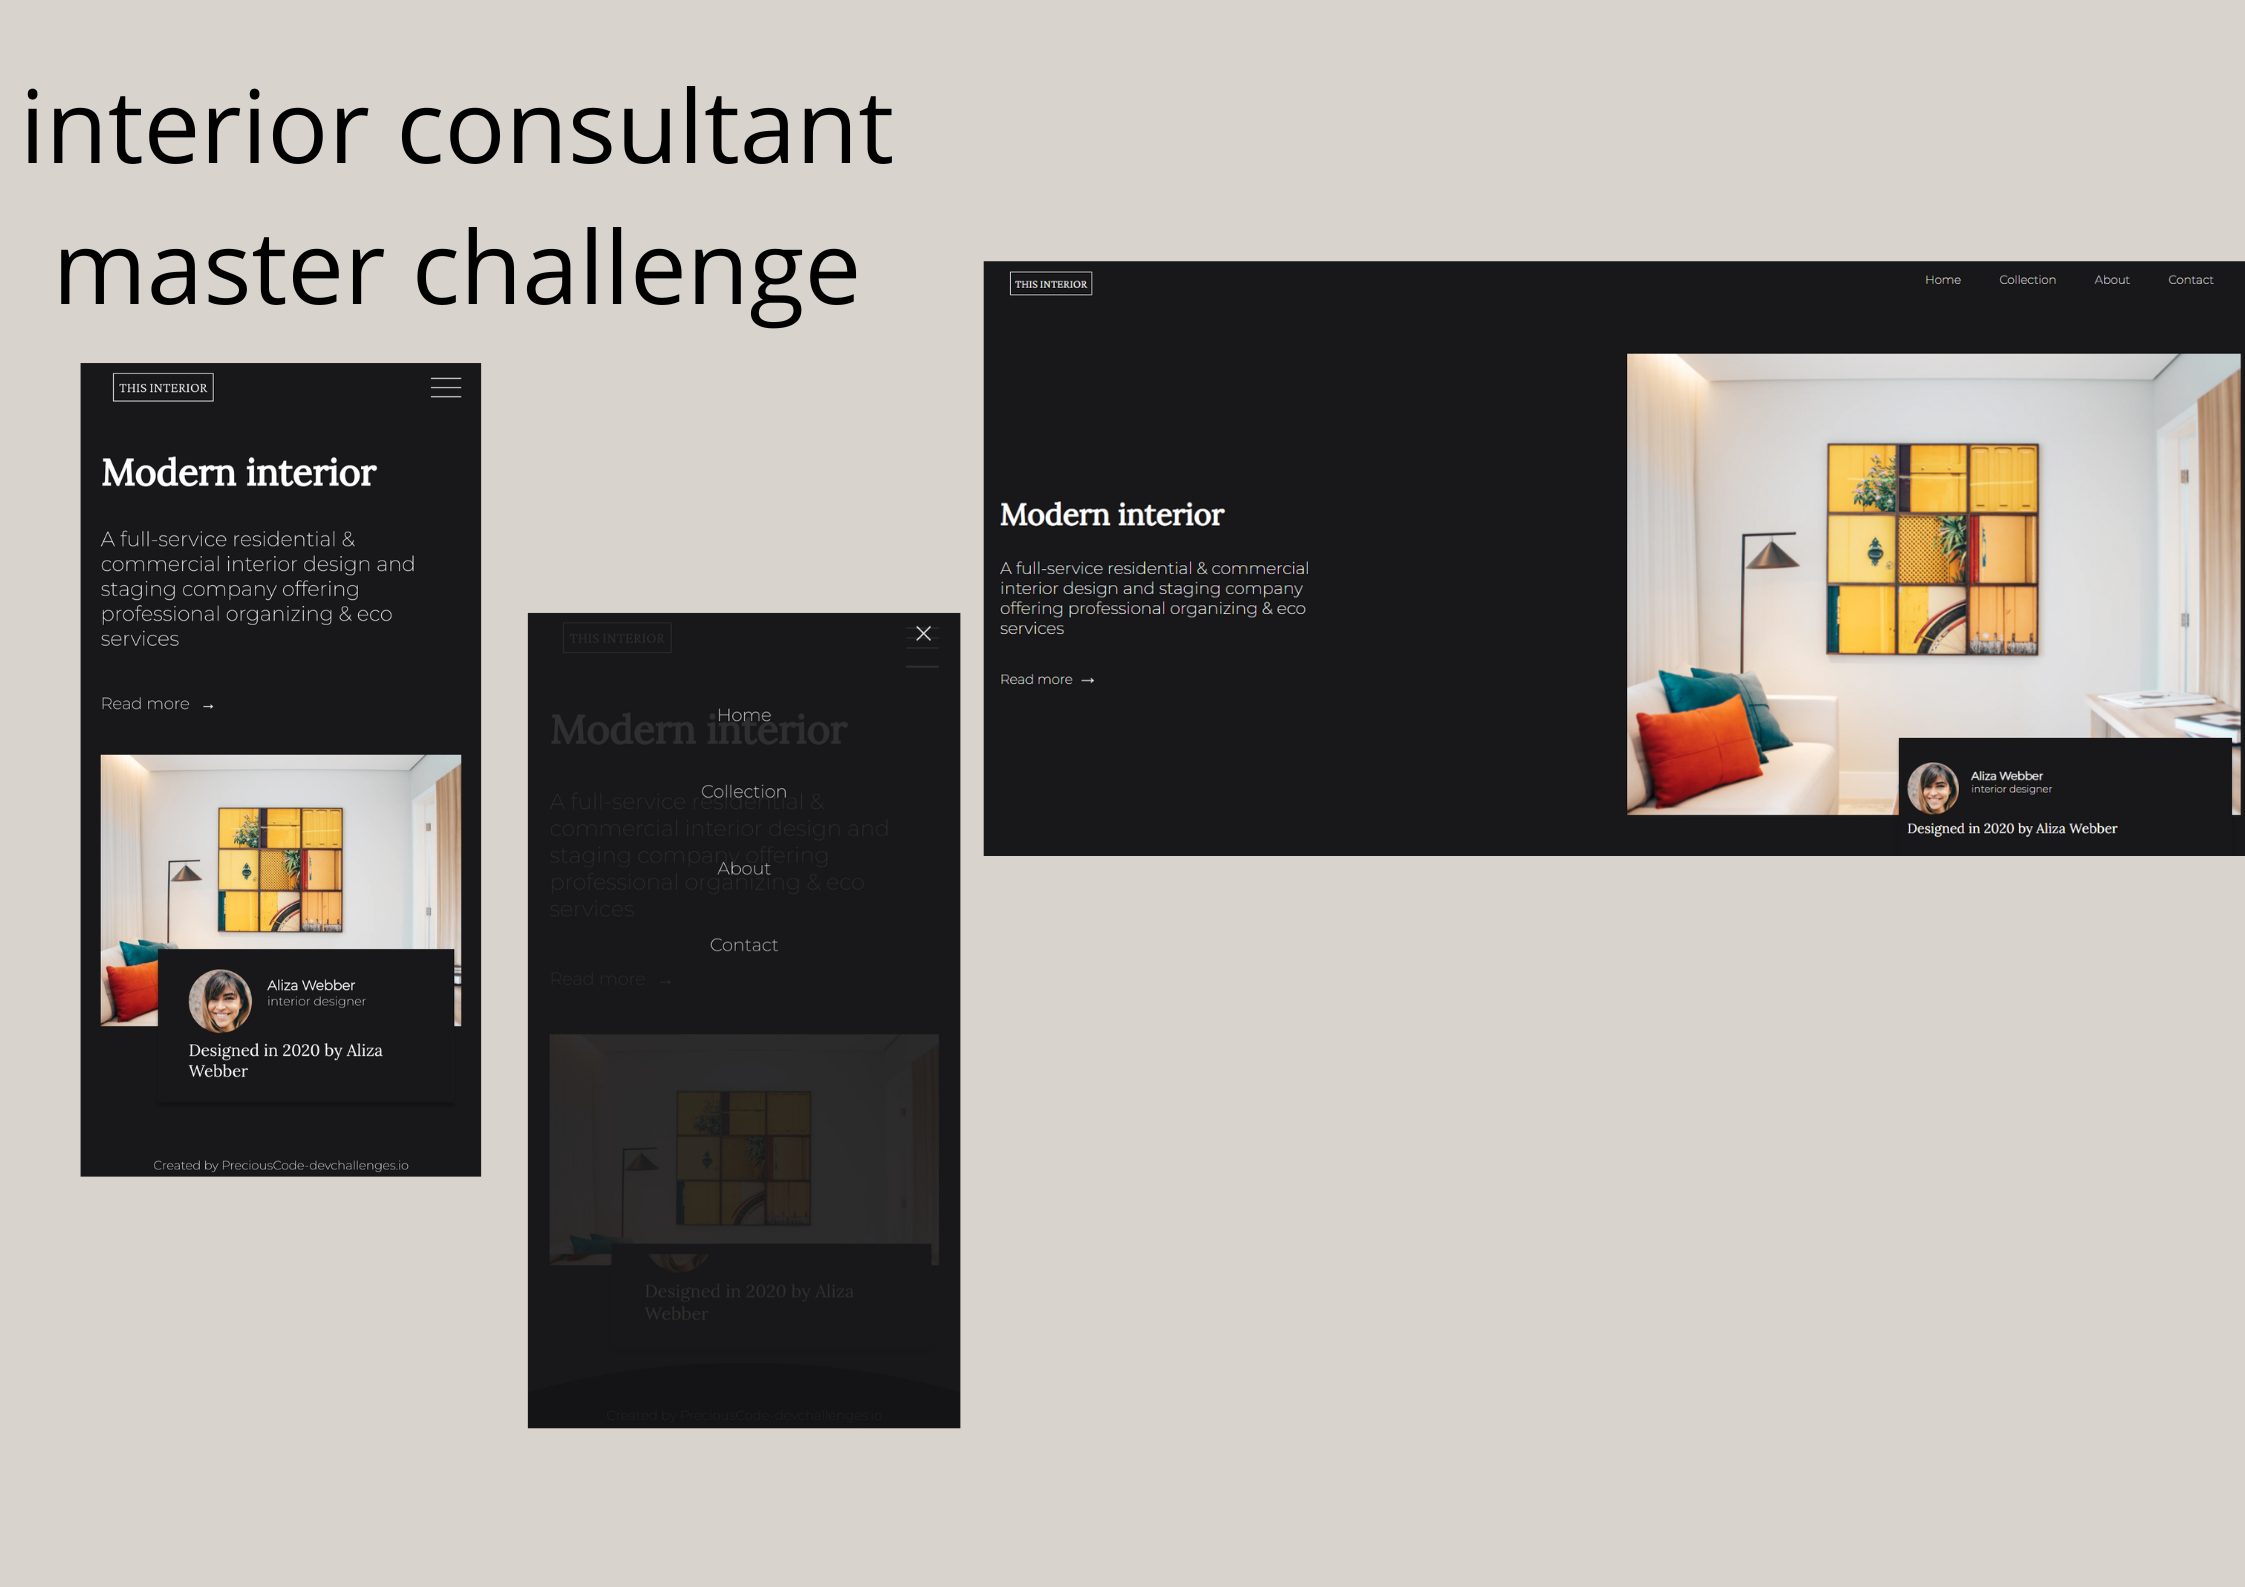 interior consultant
master challenge
THIS INTERIOR
Modern interior
A full-service residential &
commercial interior design and
staging company offering
professional organizing & eco
services
Read more →
Aliza Webber
interior designer
Designed in 2020 by Aliza
Webber
Created by PreciousCode-devchallenges.io
THIS INTERIOR
Home
Modern interior
Collection
A full-service residential &
commercial interior design and
staging company offering
About
professional organizing & eco
services
Contact
Read more →
Designed in 2020 by Aliza
Webber
Created by PreciousCode-devchallenges.io
THIS INTERIOR
Home Collection About Contact
Modern interior
A full-service residential & commercial
interior design and staging company
offering professional organizing & eco
services
Read more →
Aliza Webber
interior designer
Designed in 2020 by Aliza Webber